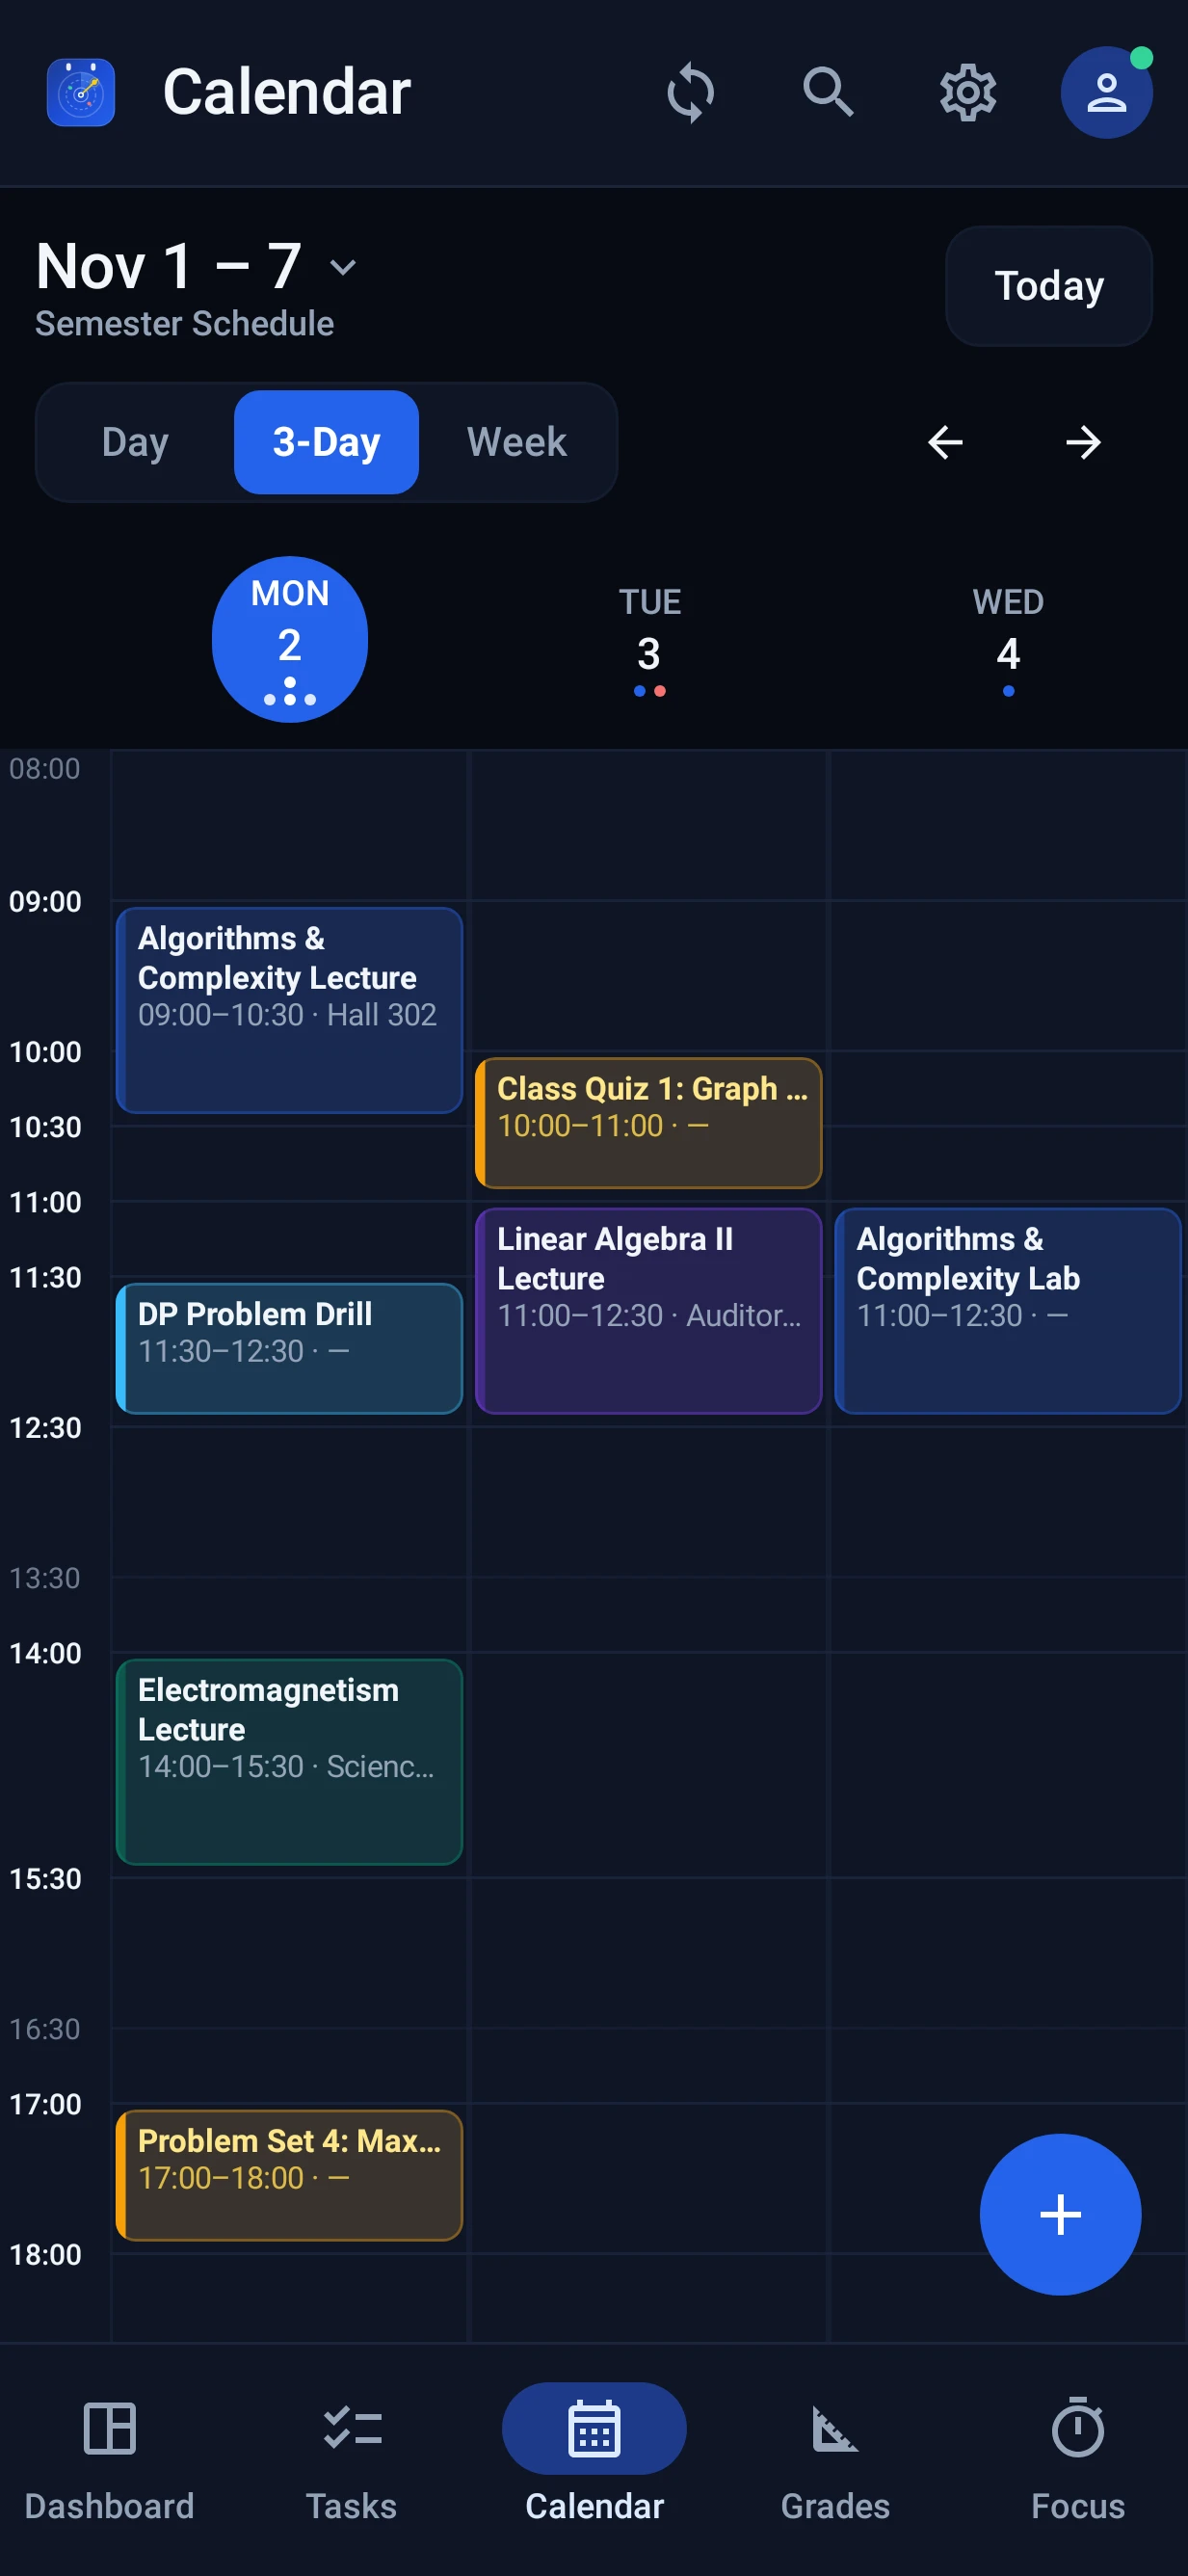 Calendar
Nov 1 – 7
Semester Schedule
Today
Day
3-Day
Week
MON
2
TUE
3
WED
4
08:00
09:00
Algorithms &
Complexity Lecture
09:00–10:30 · Hall 302
10:00
Class Quiz 1: Graph ...
10:00–11:00 · —
10:30
11:00
Linear Algebra II
Lecture
11:00–12:30 · Auditor...
Algorithms &
Complexity Lab
11:00–12:30 · —
11:30
DP Problem Drill
11:30–12:30 · —
12:30
13:30
14:00
Electromagnetism
Lecture
14:00–15:30 · Scienc...
15:30
16:30
17:00
Problem Set 4: Max...
17:00–18:00 · —
18:00
Dashboard
Tasks
Calendar
Grades
Focus